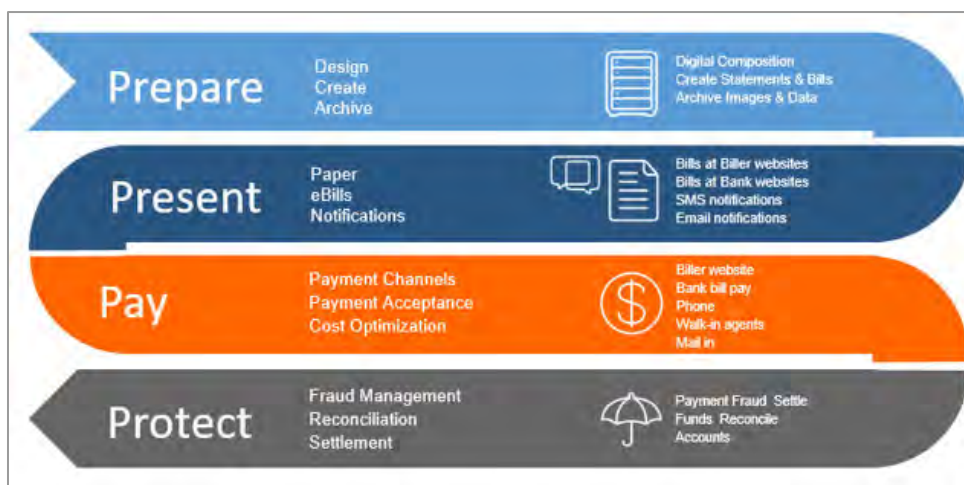 Prepare
Design
Create
Archive
Digital Composition
Create Statements & Bills
Archive Images & Data
Present
Paper
eBills
Notifications
Bills at Biller websites
Bills at Bank websites
SMS notifications
Email notifications
Pay
Payment Channels
Payment Acceptance
Cost Optimization
Biller website
Bank bill pay
Phone
Walk-in agents
Mail in
Protect
Fraud Management
Reconciliation
Settlement
Payment Fraud Settle
Funds Reconcile
Accounts